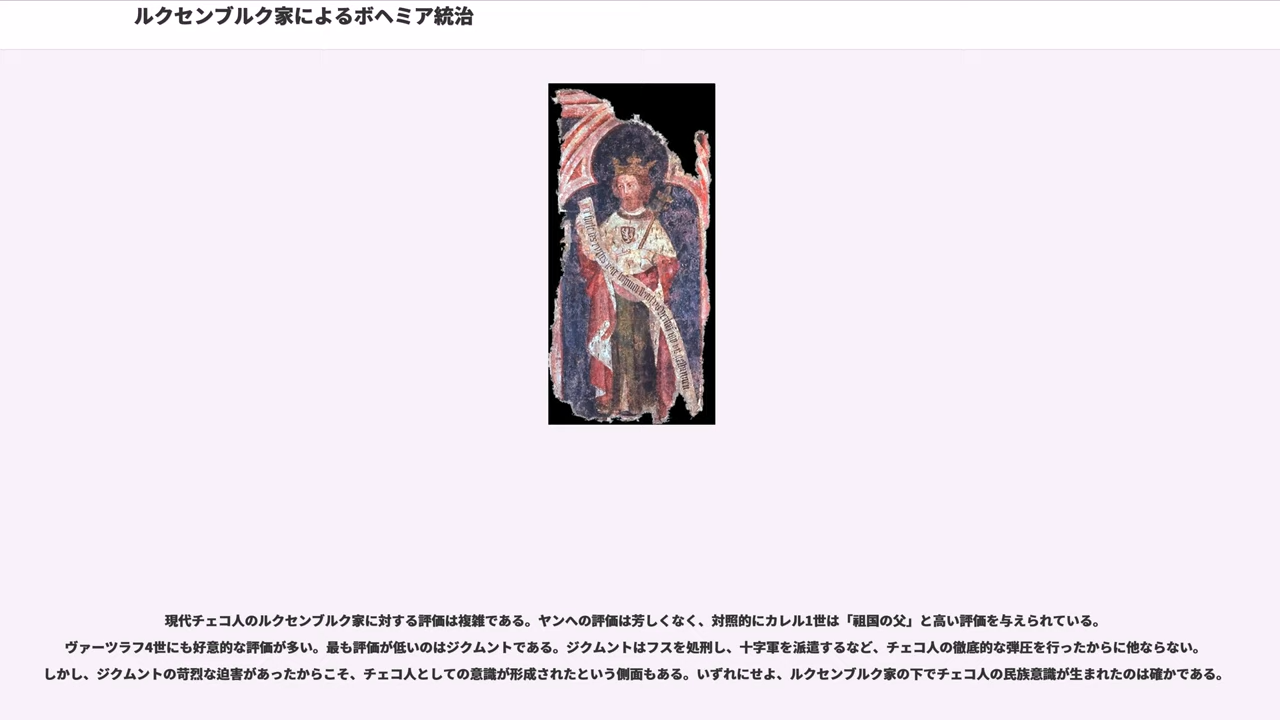 ルクセンブルク家によるボヘミア統治
現代チェコ人のルクセンブルク家に対する評価は複雑である。ヤンへの評価は芳しくなく、対照的にカレル1世は「祖国の父」と高い評価を与えられている。
ヴァーツラフ4世にも好意的な評価が多い。最も評価が低いのはジクムントである。ジクムントはフスを処刑し、十字軍を派遣するなど、チェコ人の徹底的な弾圧を行ったからに他ならない。
しかし、ジクムントの苛烈な迫害があったからこそ、チェコ人としての意識が形成されたという側面もある。いずれにせよ、ルクセンブルク家の下でチェコ人の民族意識が生まれたのは確かである。